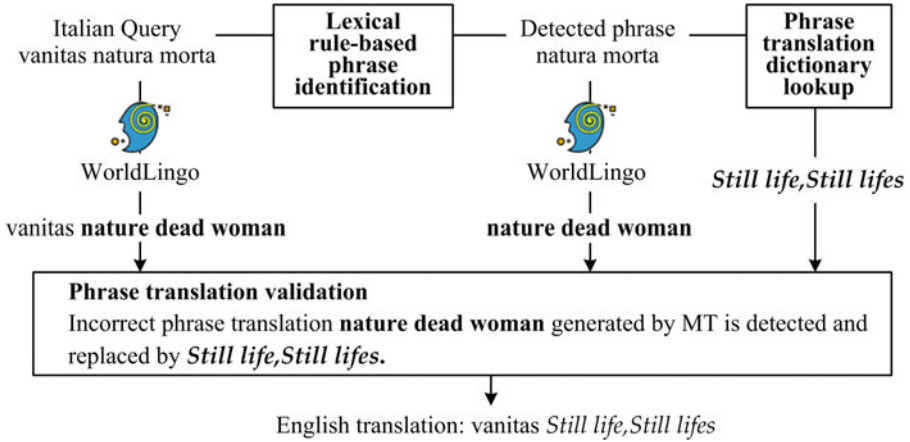 Italian Query
vanitas natura morta
Lexical
rule-based
phrase
identification
Detected phrase
natura morta
Phrase
translation
dictionary
lookup
WorldLingo
WorldLingo
Still life,Still lifes
vanitas nature dead woman
nature dead woman
Phrase translation validation
Incorrect phrase translation nature dead woman generated by MT is detected and
replaced by Still life,Still lifes.
English translation: vanitas Still life,Still lifes